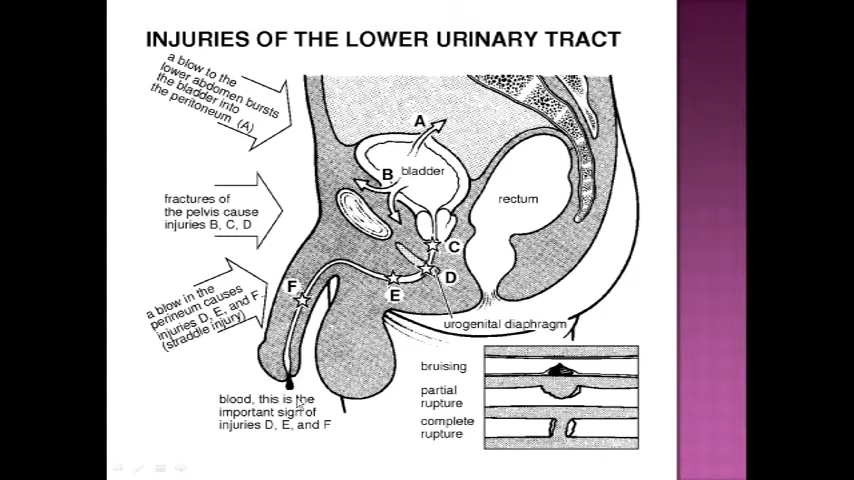 INJURIES OF THE LOWER URINARY TRACT
a blow to the
lower abdomen bursts
the bladder into
the peritoneum (A)
A
B
bladder
rectum
fractures of
the pelvis cause
injuries B, C, D
C
D
E
F
a blow in the
perineum causes
injuries D, E, and F.
(straddle injury)
urogenital diaphragm
blood, this is the
important sign of
injuries D, E, and F
bruising
partial
rupture
complete
rupture